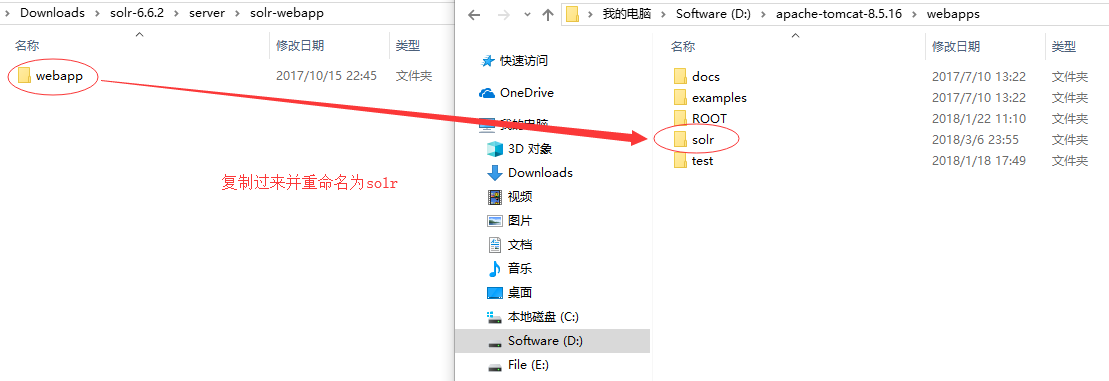 Downloads > solr-6.6.2 > server > solr-webapp
名称 修改日期 类型
webapp 2017/10/15 22:45 文件夹
复制过来并重命名为solr
我的电脑 > Software (D:) > apache-tomcat-8.5.16 > webapps
快速访问
OneDrive
我的电脑
3D 对象
Downloads
视频
图片
文档
音乐
桌面
本地磁盘 (C:)
Software (D:)
File (E:)
名称 修改日期 类型
docs 2017/7/10 13:22 文件夹
examples 2017/7/10 13:22 文件夹
ROOT 2018/1/22 11:10 文件夹
solr 2018/3/6 23:55 文件夹
test 2018/1/18 17:49 文件夹